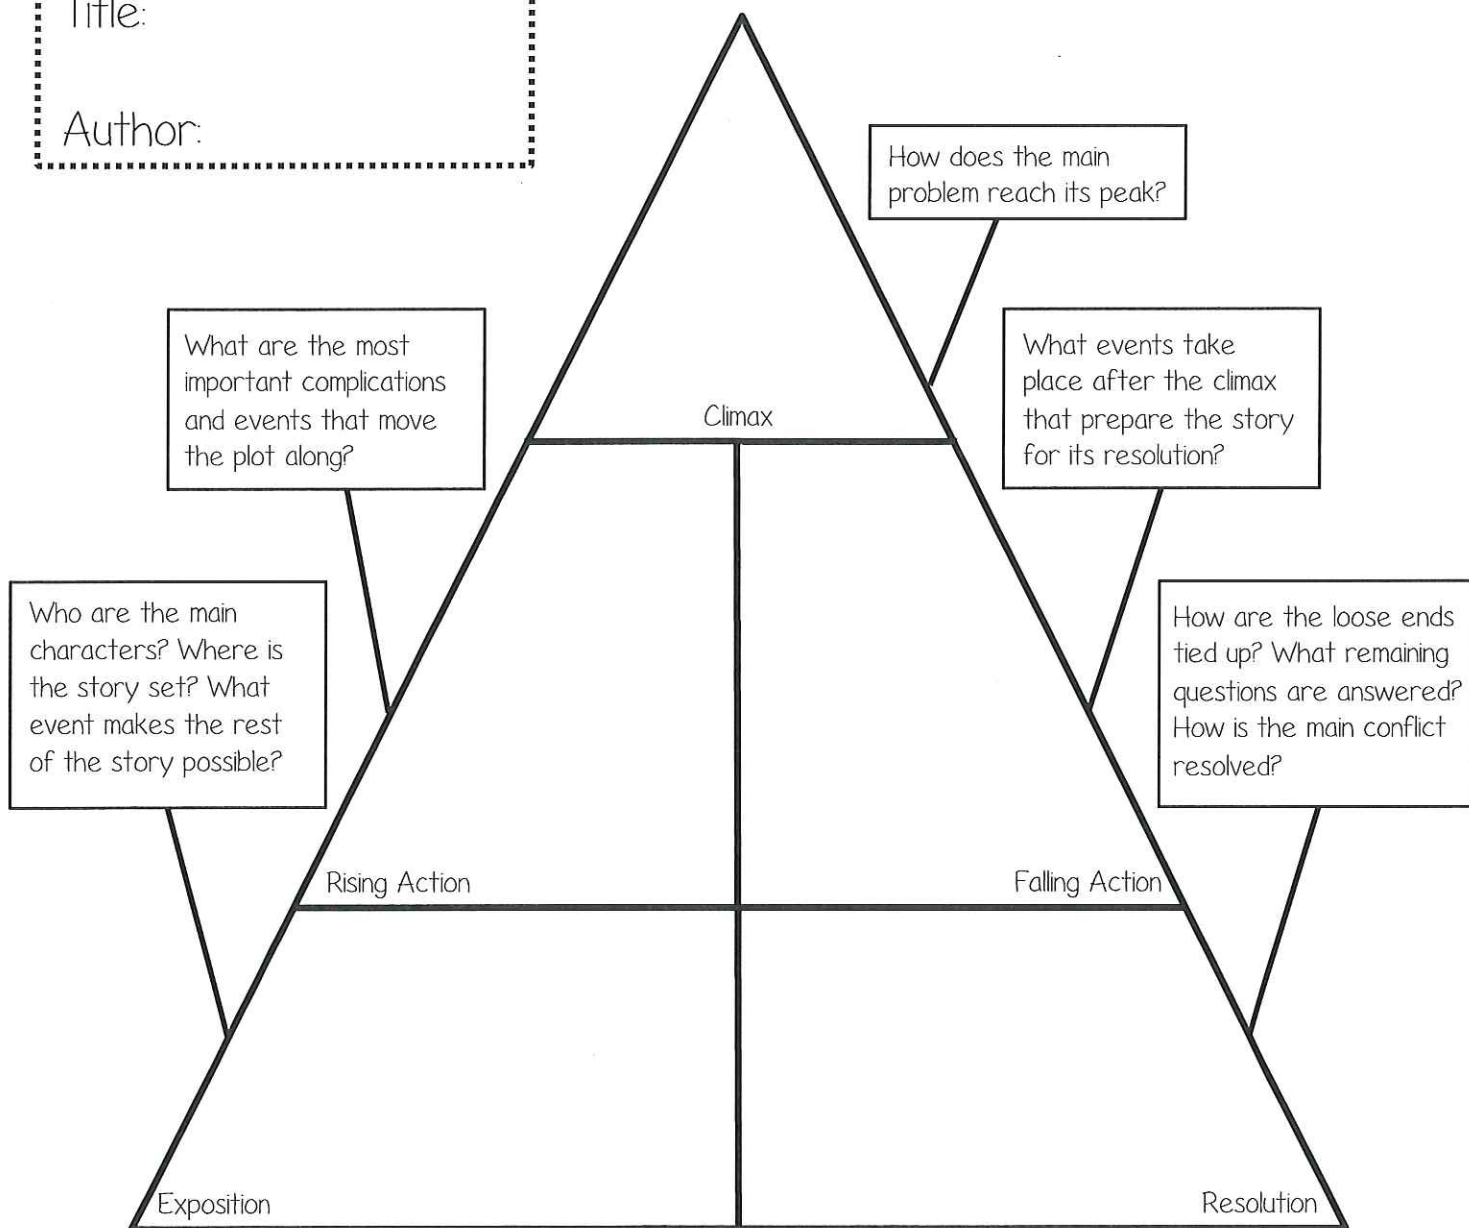 Title:
Author:
How does the main
problem reach its peak?
What are the most
important complications
and events that move
the plot along?
What events take
place after the climax
that prepare the story
for its resolution?
Climax
Who are the main
characters? Where is
the story set? What
event makes the rest
of the story possible?
How are the loose ends
tied up? What remaining
questions are answered?
How is the main conflict
resolved?
Rising Action
Falling Action
Exposition
Resolution